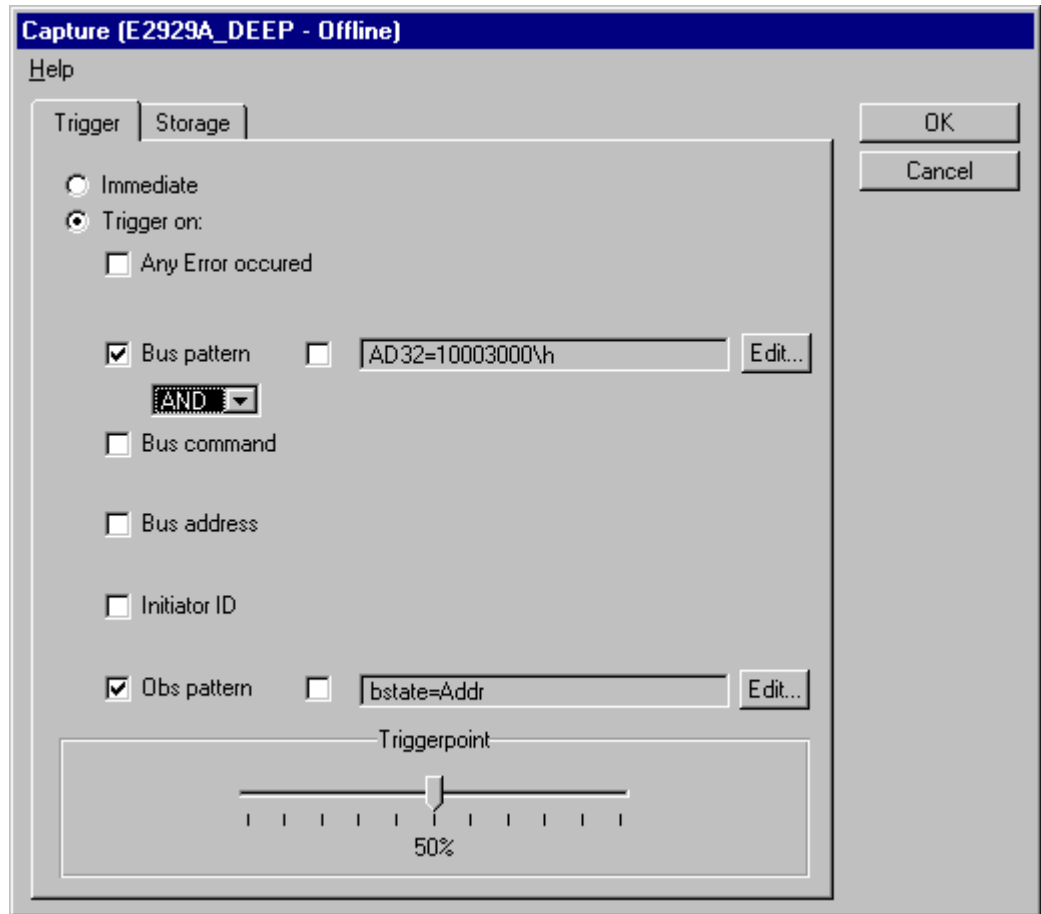 Capture (E2929A_DEEP - Offline)
Help
Trigger
Storage
OK
Cancel
Immediate
Trigger on:
Any Error occured
Bus pattern
AD32=10003000\h
Edit...
AND
Bus command
Bus address
Initiator ID
Obs pattern
bstate=Addr
Edit...
Triggerpoint
50%